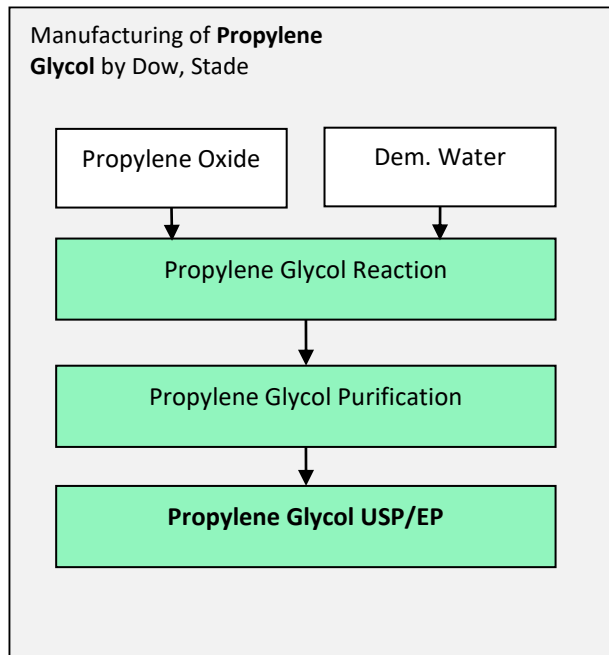 Manufacturing of Propylene
Glycol by Dow, Stade
Propylene Oxide
Dem. Water
Propylene Glycol Reaction
Propylene Glycol Purification
Propylene Glycol USP/EP